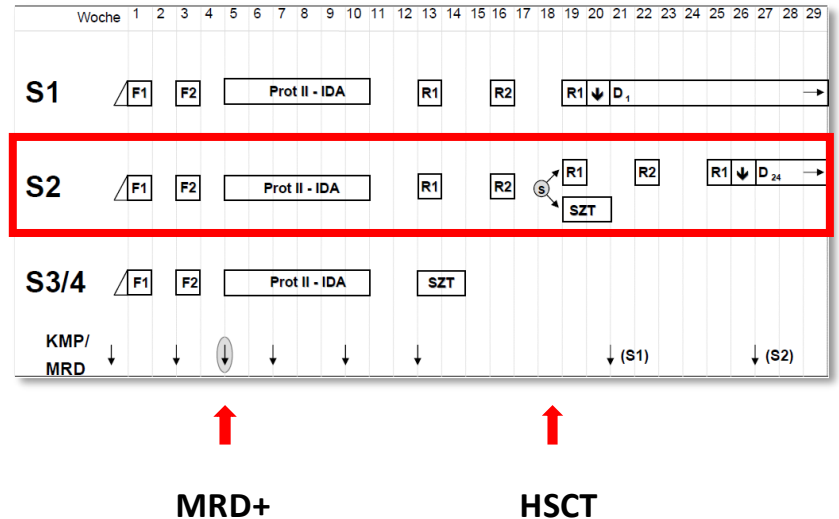 Woche 1 2 3 4 5 6 7 8 9 10 11 12 13 14 15 16 17 18 19 20 21 22 23 24 25 26 27 28 29
S1 F1 F2 Prot II - IDA R1 R2 R1 D 1
S2 F1 F2 Prot II - IDA R1 R2 S R1 R2 R1 D 24
SZT
S3/4 F1 F2 Prot II - IDA SZT
KMP/
MRD (S1) (S2)
MRD+ HSCT